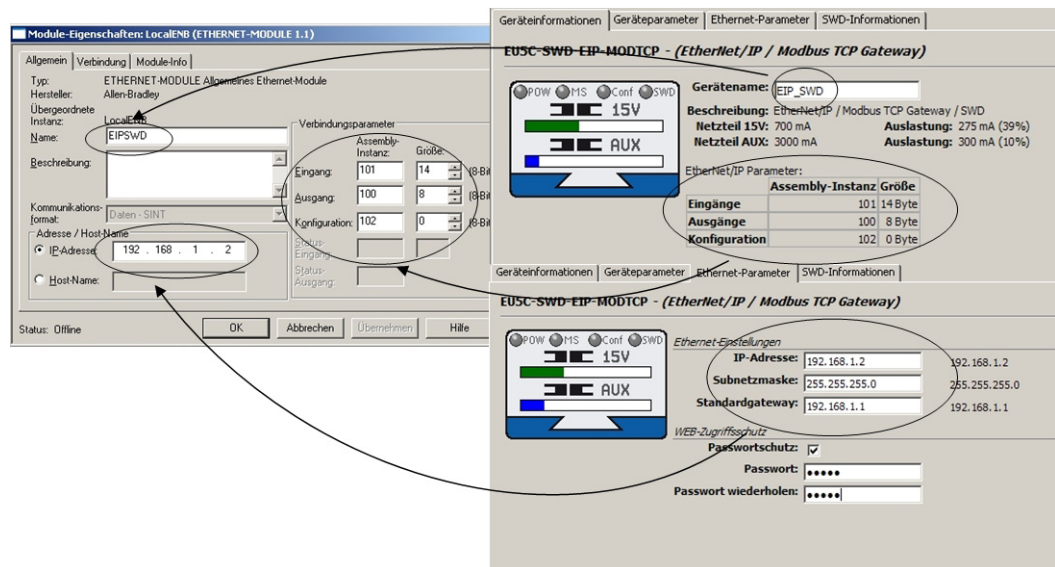 Module-Eigenschaften: LocalENB (ETHERNET-MODULE 1.1)
Allgemein Verbindung Module-Info
Typ: ETHERNET-MODULE Allgemeines Ethernet-Module
Hersteller: Allen-Bradley
Übergeordnete
Instanz: LocalENB
Name: EIPSWD
Beschreibung:
Kommunikations-
format: Daten - SINT
Adresse / Host-Name
IP-Adresse: 192 . 168 . 1 . 2
Host-Name:
Verbindungsparameter
Assembly-
Instanz: Größe:
Eingang: 101 14 (8-Bit
Ausgang: 100 8 (8-Bit
Konfiguration: 102 0 (8-Bit
Status-
Eingang:
Status-
Ausgang:
Status: Offline
OK Abbrechen Übernehmen Hilfe
Geräteinformationen Geräteparameter Ethernet-Parameter SWD-Informationen
EU5C-SWD-EIP-MODTCP - (EtherNet/IP / Modbus TCP Gateway)
POW MS Conf SWD
15V
AUX
Gerätename: EIP_SWD
Beschreibung: EtherNet/IP / Modbus TCP Gateway / SWD
Netzteil 15V: 700 mA Auslastung: 275 mA (39%)
Netzteil AUX: 3000 mA Auslastung: 300 mA (10%)
EtherNet/IP Parameter:
Assembly-Instanz Größe
Eingänge 101 14 Byte
Ausgänge 100 8 Byte
Konfiguration 102 0 Byte
Geräteinformationen Geräteparameter Ethernet-Parameter SWD-Informationen
EU5C-SWD-EIP-MODTCP - (EtherNet/IP / Modbus TCP Gateway)
POW MS Conf SWD
15V
AUX
Ethernet-Einstellungen
IP-Adresse: 192.168.1.2 192.168.1.2
Subnetzmaske: 255.255.255.0 255.255.255.0
Standardgateway: 192.168.1.1 192.168.1.1
WEB-Zugriffsschutz
Passwortschutz:
Passwort: •••••
Passwort wiederholen: •••••